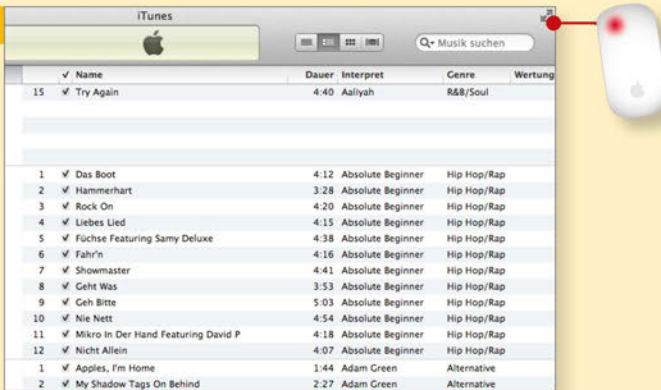 iTunes
Musik suchen
✓ Name Dauer Interpret Genre Wertung
15 ✓ Try Again 4:40 Aaliyah R&B/Soul
1 ✓ Das Boot 4:12 Absolute Beginner Hip Hop/Rap
2 ✓ Hammerhart 3:28 Absolute Beginner Hip Hop/Rap
3 ✓ Rock On 4:20 Absolute Beginner Hip Hop/Rap
4 ✓ Liebes Lied 4:15 Absolute Beginner Hip Hop/Rap
5 ✓ Füchse Featuring Samy Deluxe 4:38 Absolute Beginner Hip Hop/Rap
6 ✓ Fahr'n 4:16 Absolute Beginner Hip Hop/Rap
7 ✓ Showmaster 4:41 Absolute Beginner Hip Hop/Rap
8 ✓ Geht Was 3:53 Absolute Beginner Hip Hop/Rap
9 ✓ Geh Bitte 5:03 Absolute Beginner Hip Hop/Rap
10 ✓ Nie Nett 4:54 Absolute Beginner Hip Hop/Rap
11 ✓ Mikro In Der Hand Featuring David P 4:18 Absolute Beginner Hip Hop/Rap
12 ✓ Nicht Allein 4:07 Absolute Beginner Hip Hop/Rap
1 ✓ Apples, I'm Home 1:44 Adam Green Alternative
2 ✓ My Shadow Tags On Behind 2:27 Adam Green Alternative